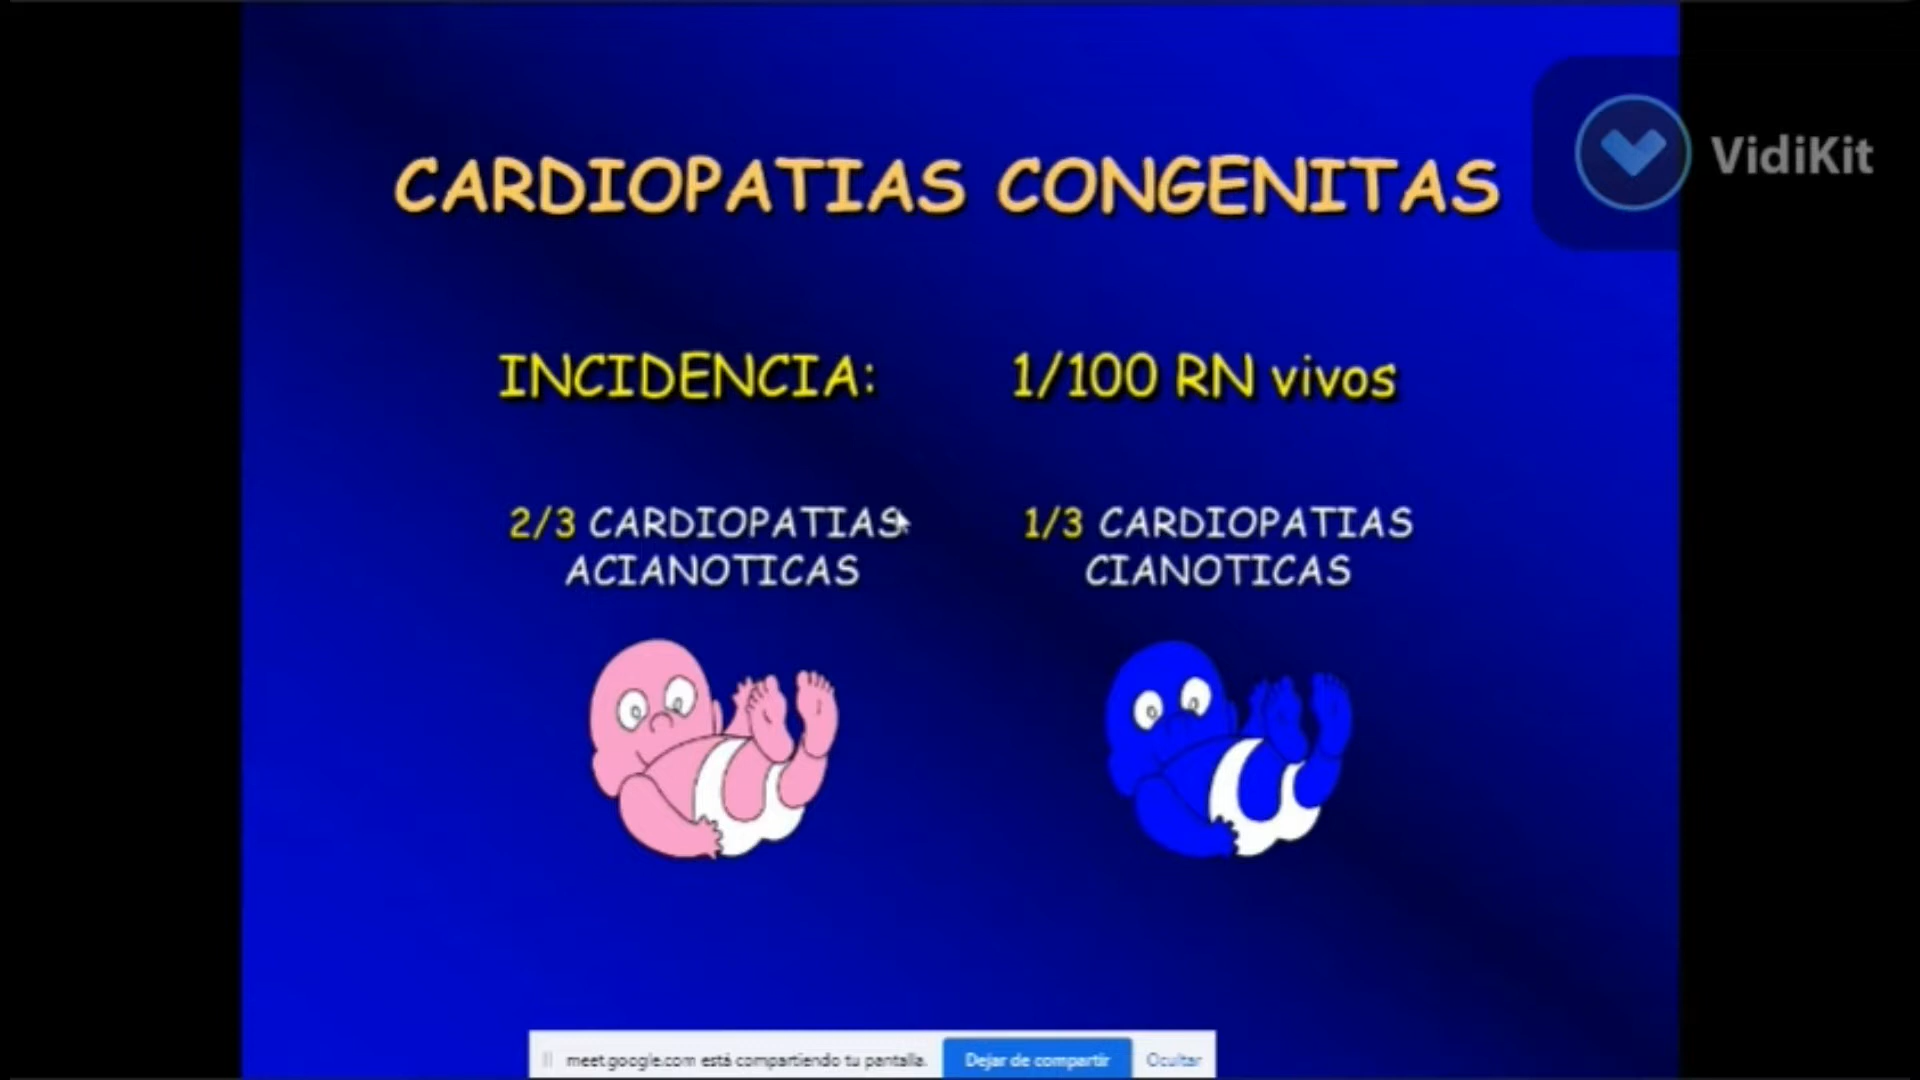 CARDIOPATIAS CONGENITAS
VidiKit
INCIDENCIA: 1/100 RN vivos
2/3 CARDIOPATIAS
ACIANOTICAS
1/3 CARDIOPATIAS
CIANOTICAS
meet.google.com está compartiendo tu pantalla. Dejar de compartir Ocultar